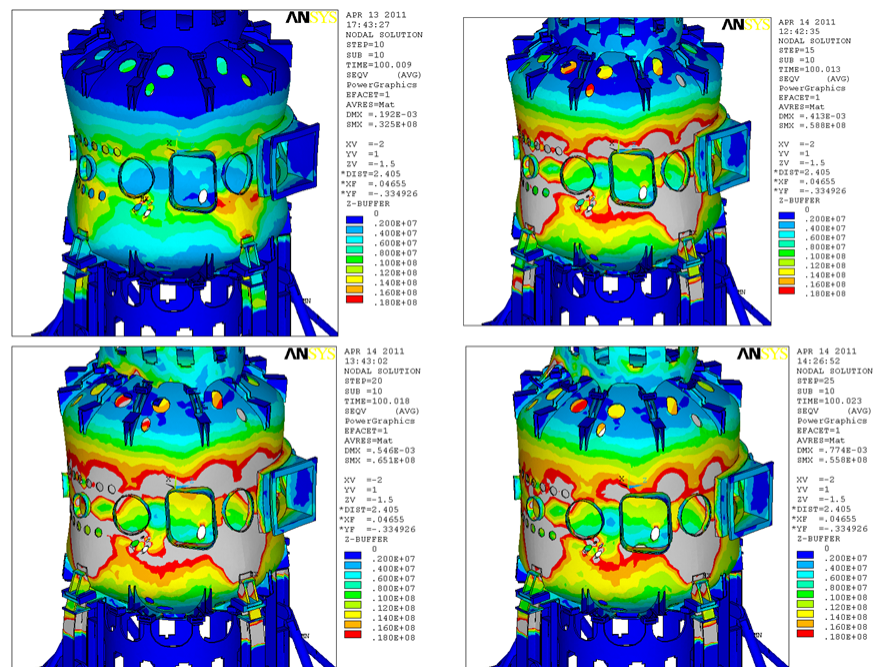 ANSYS
APR 13 2011
17:43:27
NODAL SOLUTION
STEP=10
SUB =10
TIME=100.009
SEQV (AVG)
PowerGraphics
EFACET=1
AVRES=Mat
DMX =.192E-03
SMX =.325E+08
XV =-2
YV =1
ZV =-1.5
*DIST=2.405
*XF =.04655
*YF =-.334926
Z-BUFFER
0
.200E+07
.400E+07
.600E+07
.800E+07
.100E+08
.120E+08
.140E+08
.160E+08
.180E+08
X
MN
ANSYS
APR 14 2011
12:42:35
NODAL SOLUTION
STEP=15
SUB =10
TIME=100.013
SEQV (AVG)
PowerGraphics
EFACET=1
AVRES=Mat
DMX =.413E-03
SMX =.588E+08
XV =-2
YV =1
ZV =-1.5
*DIST=2.405
*XF =.04655
*YF =-.334926
Z-BUFFER
0
.200E+07
.400E+07
.600E+07
.800E+07
.100E+08
.120E+08
.140E+08
.160E+08
.180E+08
X
MN
ANSYS
APR 14 2011
13:43:02
NODAL SOLUTION
STEP=20
SUB =10
TIME=100.018
SEQV (AVG)
PowerGraphics
EFACET=1
AVRES=Mat
DMX =.546E-03
SMX =.651E+08
XV =-2
YV =1
ZV =-1.5
*DIST=2.405
*XF =.04655
*YF =-.334926
Z-BUFFER
0
.200E+07
.400E+07
.600E+07
.800E+07
.100E+08
.120E+08
.140E+08
.160E+08
.180E+08
X
MN
ANSYS
APR 14 2011
14:26:52
NODAL SOLUTION
STEP=25
SUB =10
TIME=100.023
SEQV (AVG)
PowerGraphics
EFACET=1
AVRES=Mat
DMX =.774E-03
SMX =.558E+08
XV =-2
YV =1
ZV =-1.5
*DIST=2.405
*XF =.04655
*YF =-.334926
Z-BUFFER
0
.200E+07
.400E+07
.600E+07
.800E+07
.100E+08
.120E+08
.140E+08
.160E+08
.180E+08
X
MN